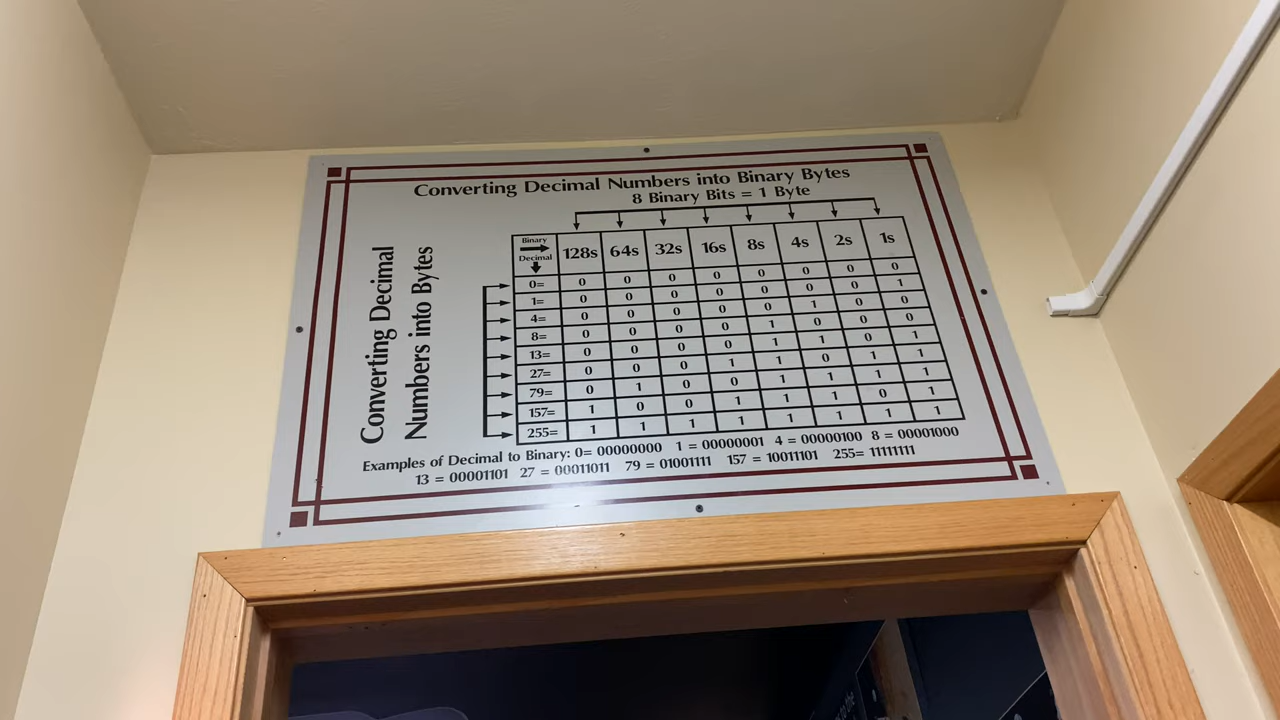 Converting Decimal Numbers into Binary Bytes
8 Binary Bits = 1 Byte
Converting Decimal
Numbers into Bytes
Binary
Decimal
128s 64s 32s 16s 8s 4s 2s 1s
0= 0 0 0 0 0 0 0 0
1= 0 0 0 0 0 0 0 1
4= 0 0 0 0 0 1 0 0
8= 0 0 0 0 1 0 0 0
13= 0 0 0 0 1 1 0 1
27= 0 0 0 1 1 0 1 1
79= 0 1 0 0 1 1 1 1
157= 1 0 0 1 1 1 0 1
255= 1 1 1 1 1 1 1 1
Examples of Decimal to Binary: 0= 00000000 1 = 00000001 4 = 00000100 8 = 00001000
13 = 00001101 27 = 00011011 79 = 01001111 157 = 10011101 255= 11111111